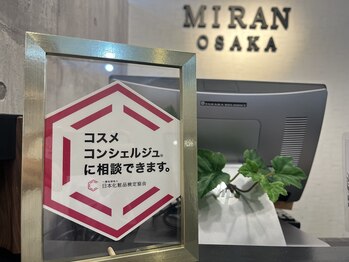 MIRAN
OSAKA
コスメ
コンシェルジュ®
に相談できます。
日本化粧品検定協会